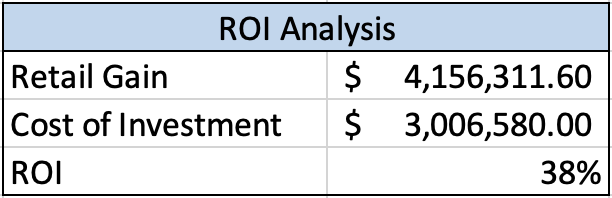 ROI Analysis
Retail Gain $ 4,156,311.60
Cost of Investment $ 3,006,580.00
ROI 38%